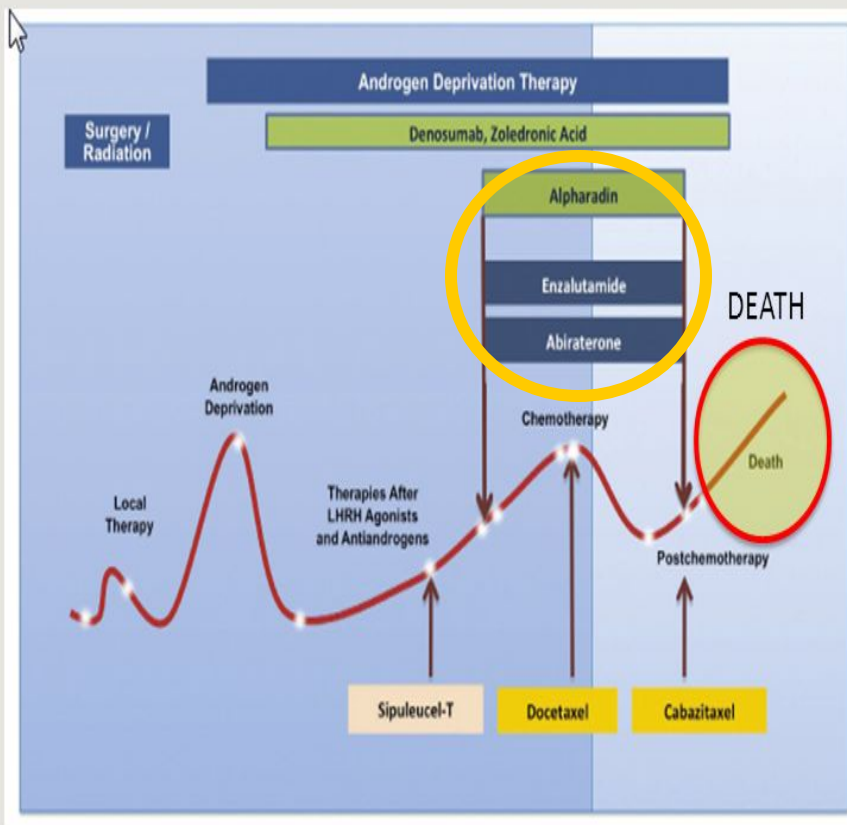 Androgen Deprivation Therapy
Surgery /
Radiation
Denosumab, Zoledronic Acid
Alpharadin
Enzalutamide
Abiraterone
DEATH
Androgen
Deprivation
Chemotherapy
Local
Therapy
Therapies After
LHRH Agonists
and Antiandrogens
Death
Postchemotherapy
Sipuleucel-T
Docetaxel
Cabazitaxel